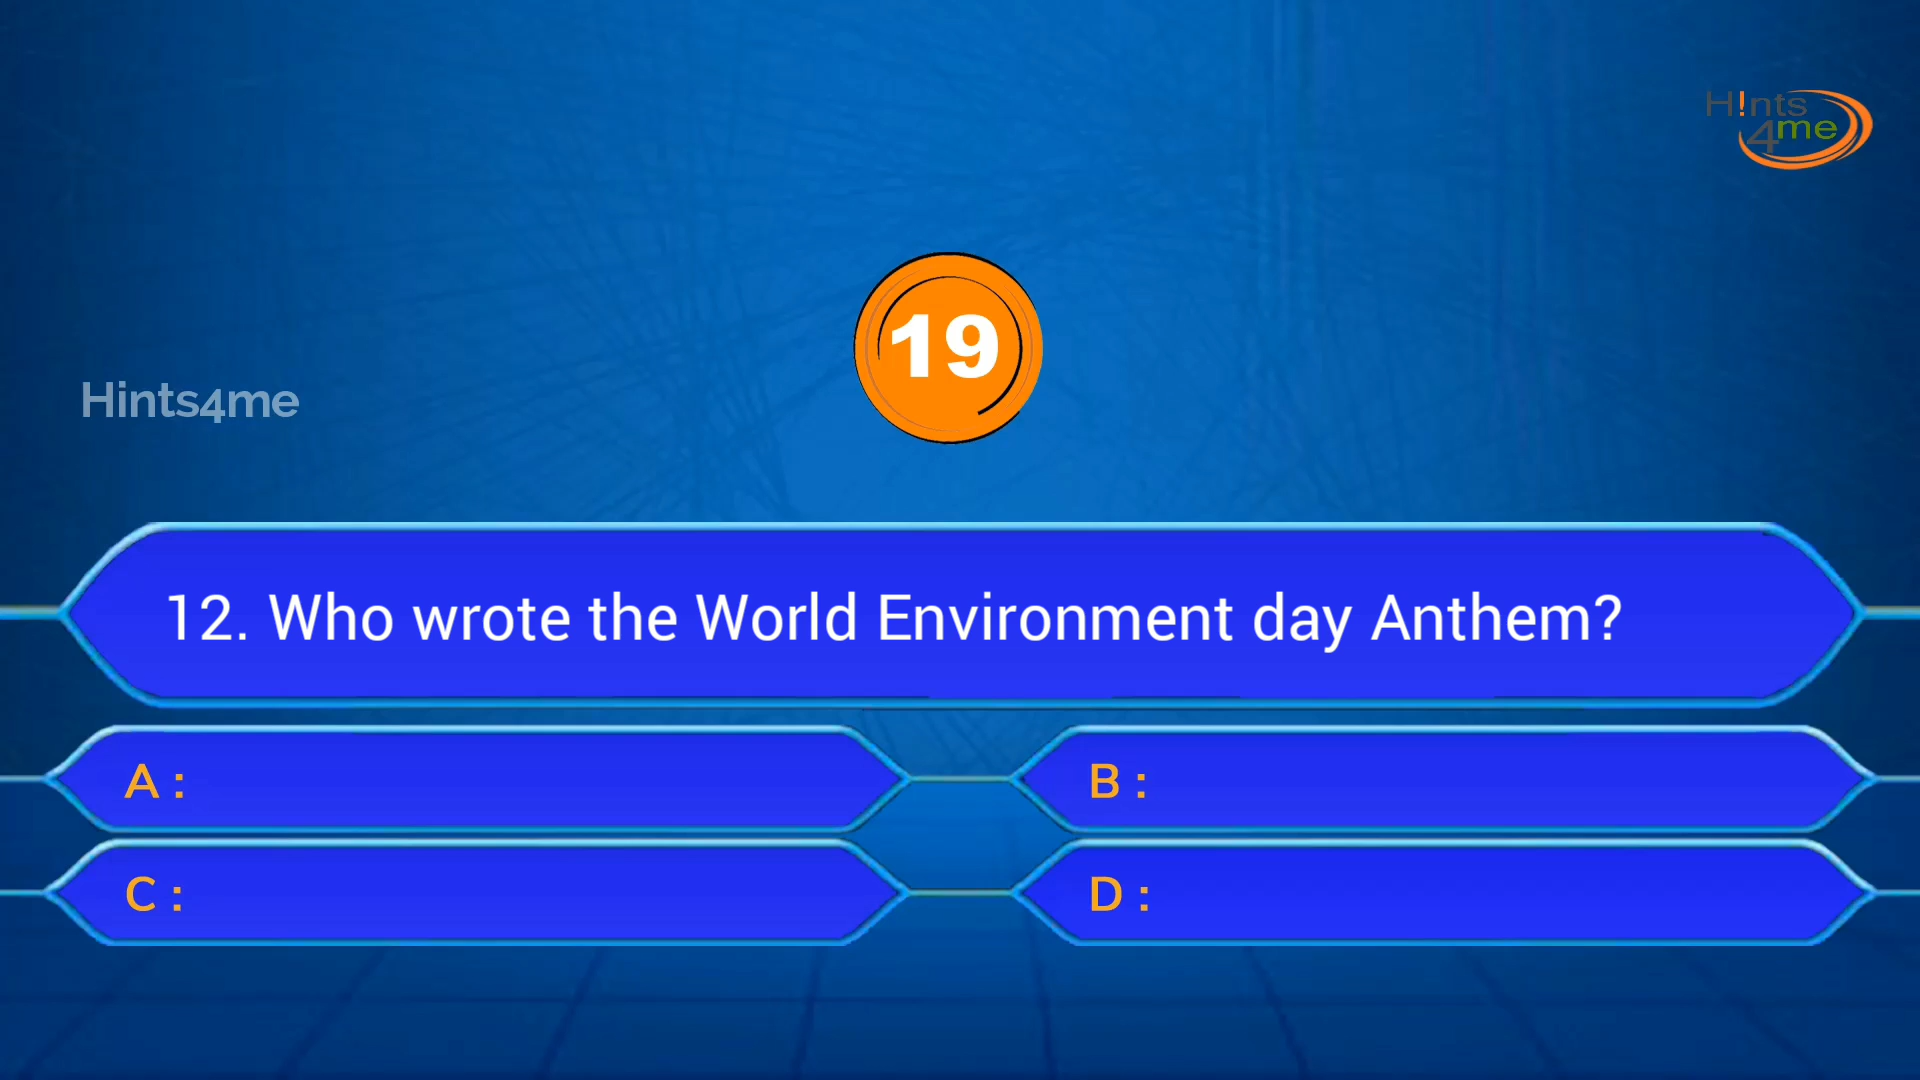 H!nts
4me
19
Hints4me
12. Who wrote the World Environment day Anthem?
A :
B :
C :
D :